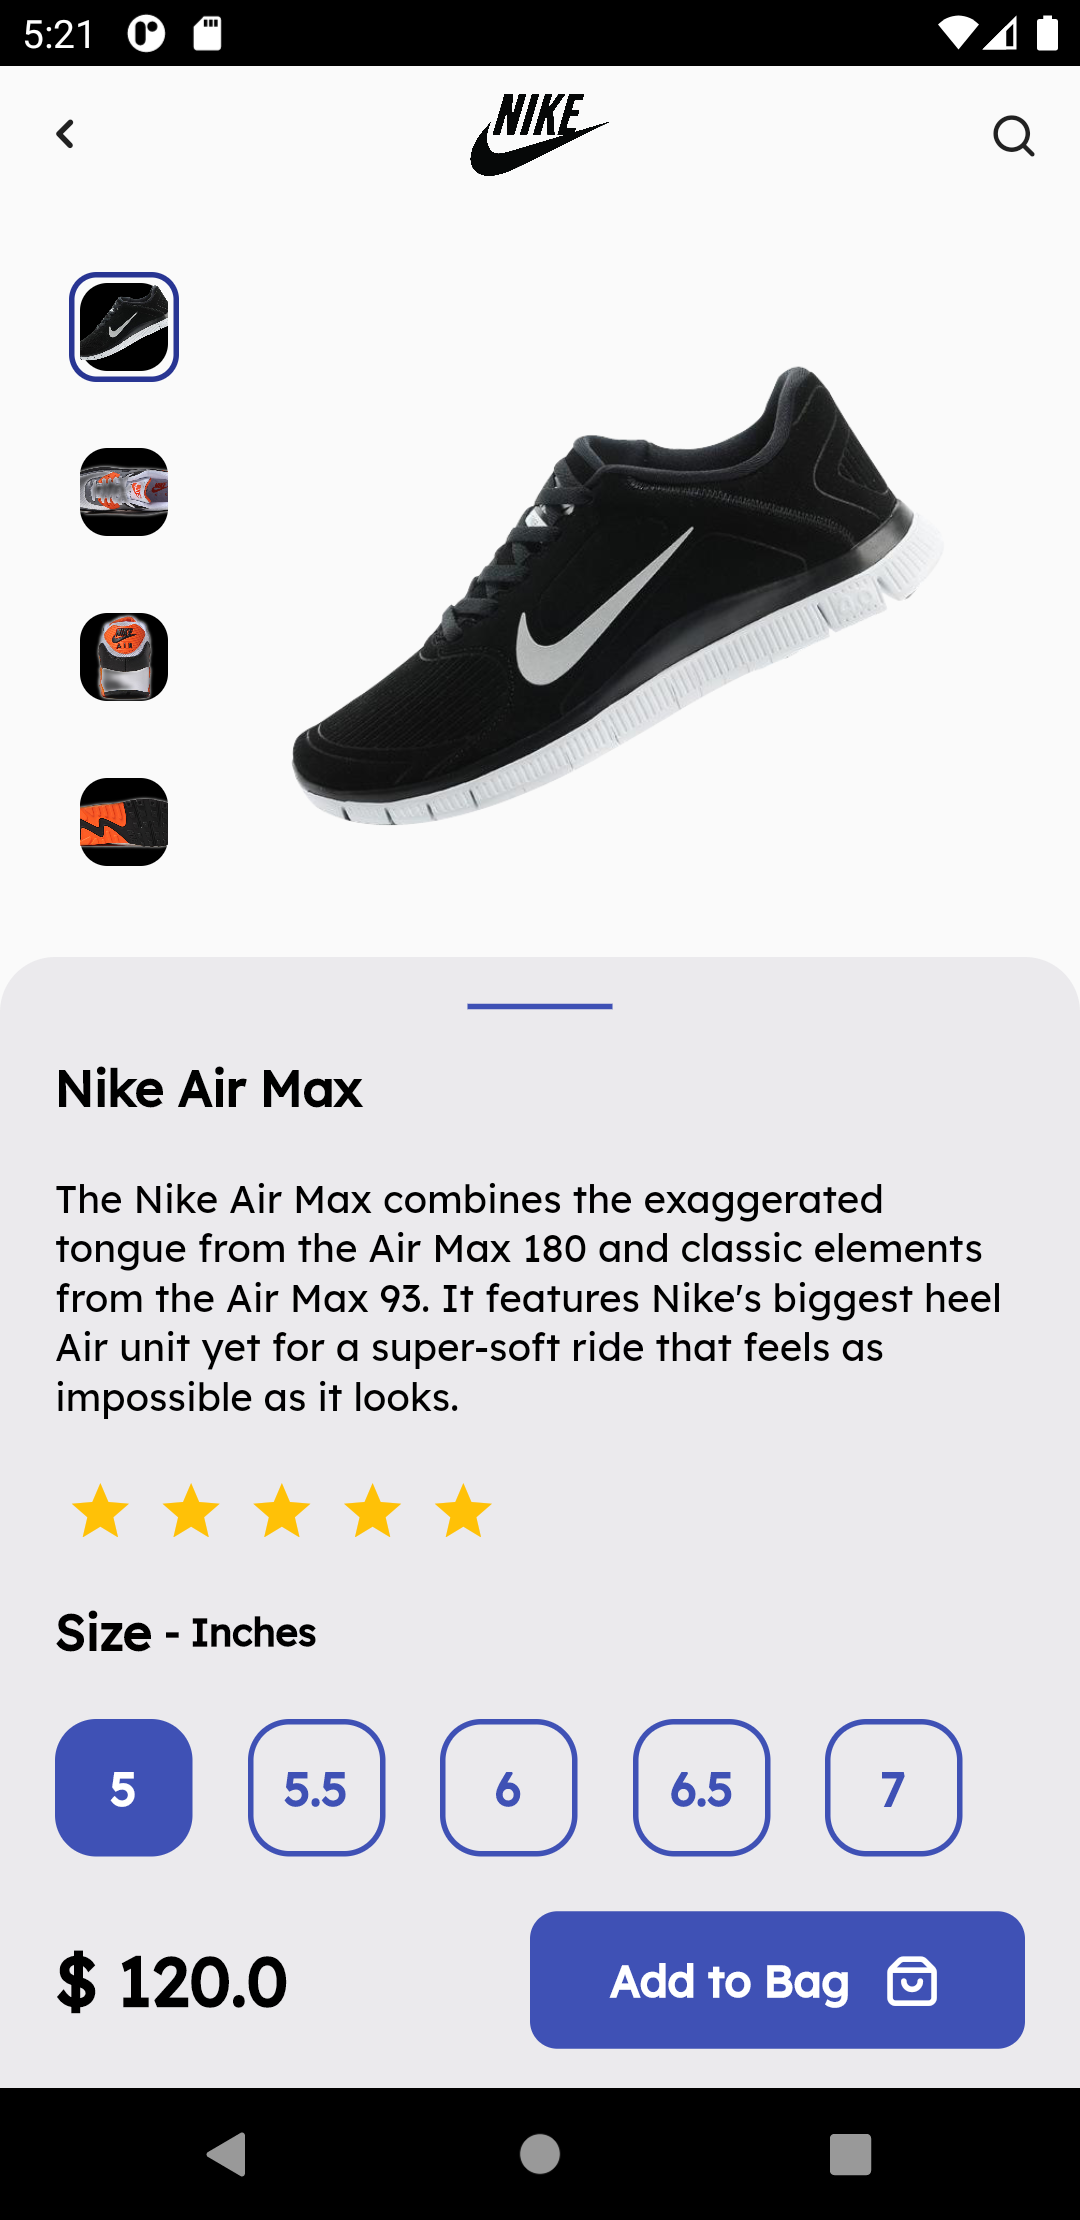 5:21
NIKE
Nike Air Max
The Nike Air Max combines the exaggerated
tongue from the Air Max 180 and classic elements
from the Air Max 93. It features Nike's biggest heel
Air unit yet for a super-soft ride that feels as
impossible as it looks.
Size - Inches
5 5.5 6 6.5 7
$ 120.0 Add to Bag